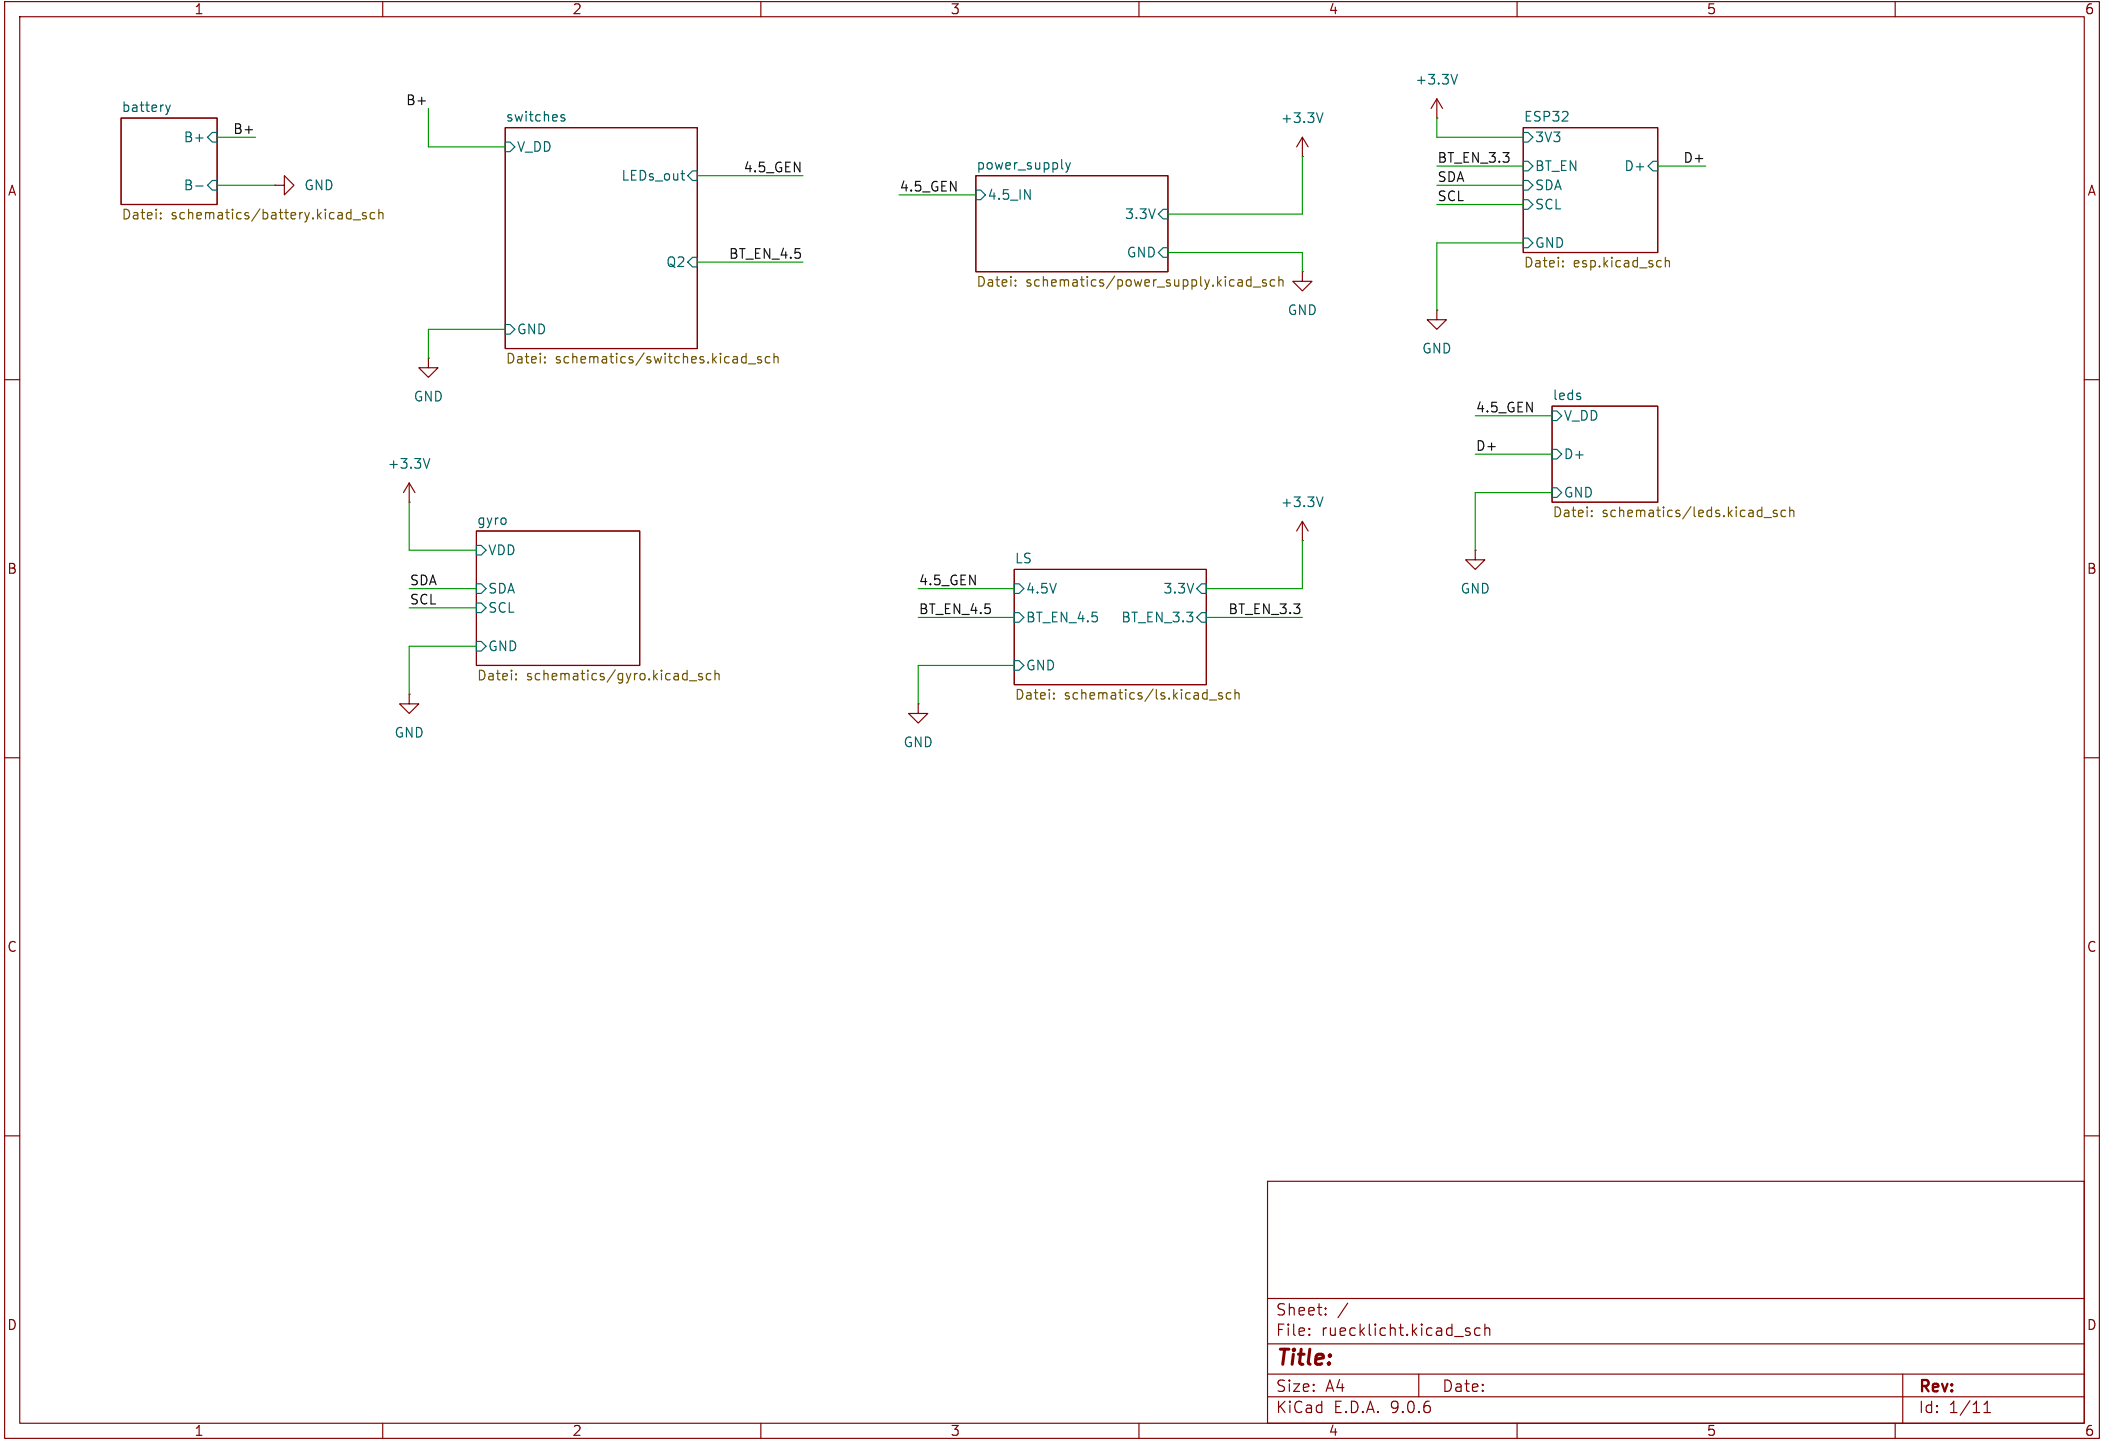 1 2 3 4 5 6
A
B
C
D
battery
B+ B+
B- GND
Datei: schematics/battery.kicad_sch
B+
switches
V_DD
LEDs_out 4.5_GEN
Q2 BT_EN_4.5
GND
Datei: schematics/switches.kicad_sch
GND
+3.3V
power_supply
4.5_GEN 4.5_IN
3.3V
GND
Datei: schematics/power_supply.kicad_sch
GND
+3.3V
ESP32
3V3
BT_EN_3.3 BT_EN D+ D+
SDA SDA
SCL SCL
GND
Datei: esp.kicad_sch
GND
leds
4.5_GEN V_DD
D+ D+
GND
Datei: schematics/leds.kicad_sch
GND
+3.3V
gyro
VDD
SDA SDA
SCL SCL
GND
Datei: schematics/gyro.kicad_sch
GND
+3.3V
LS
4.5_GEN 4.5V 3.3V
BT_EN_4.5 BT_EN_4.5 BT_EN_3.3 BT_EN_3.3
GND
Datei: schematics/ls.kicad_sch
GND
A
B
C
D
Sheet: /
File: ruecklicht.kicad_sch
Title:
Size: A4 Date: Rev:
KiCad E.D.A. 9.0.6 Id: 1/11
1 2 3 4 5 6